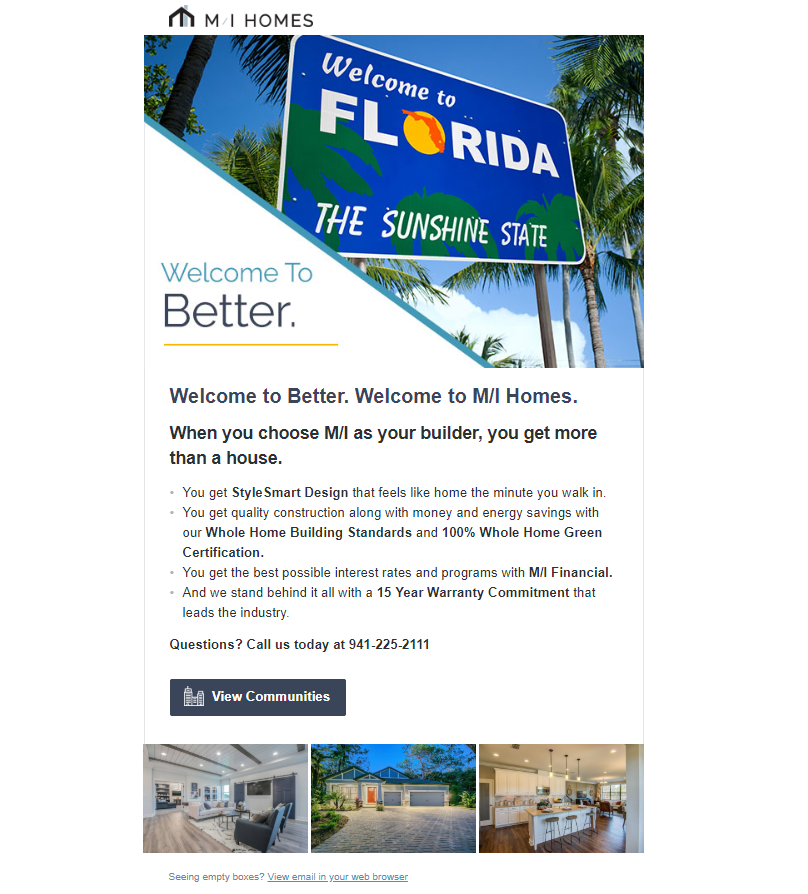 M/I HOMES
Welcome to
FLORIDA
THE SUNSHINE STATE
Welcome To
Better.
Welcome to Better. Welcome to M/I Homes.
When you choose M/I as your builder, you get more
than a house.
• You get StyleSmart Design that feels like home the minute you walk in.
• You get quality construction along with money and energy savings with
our Whole Home Building Standards and 100% Whole Home Green
Certification.
• You get the best possible interest rates and programs with M/I Financial.
• And we stand behind it all with a 15 Year Warranty Commitment that
leads the industry.
Questions? Call us today at 941-225-2111
View Communities
Seeing empty boxes? View email in your web browser